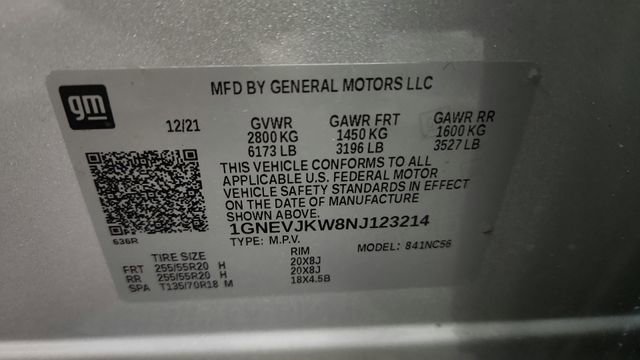 gm
MFD BY GENERAL MOTORS LLC
12/21 GVWR GAWR FRT GAWR RR
2800 KG 1450 KG 1600 KG
6173 LB 3196 LB 3527 LB
THIS VEHICLE CONFORMS TO ALL
APPLICABLE U.S. FEDERAL MOTOR
VEHICLE SAFETY STANDARDS IN EFFECT
ON THE DATE OF MANUFACTURE
SHOWN ABOVE.
1GNEVJKW8NJ123214
636R TYPE: M.P.V. MODEL: 841NC56
TIRE SIZE RIM
FRT 255/55R20 H 20X8J
RR 255/55R20 H 20X8J
SPA T135/70R18 M 18X4.5B